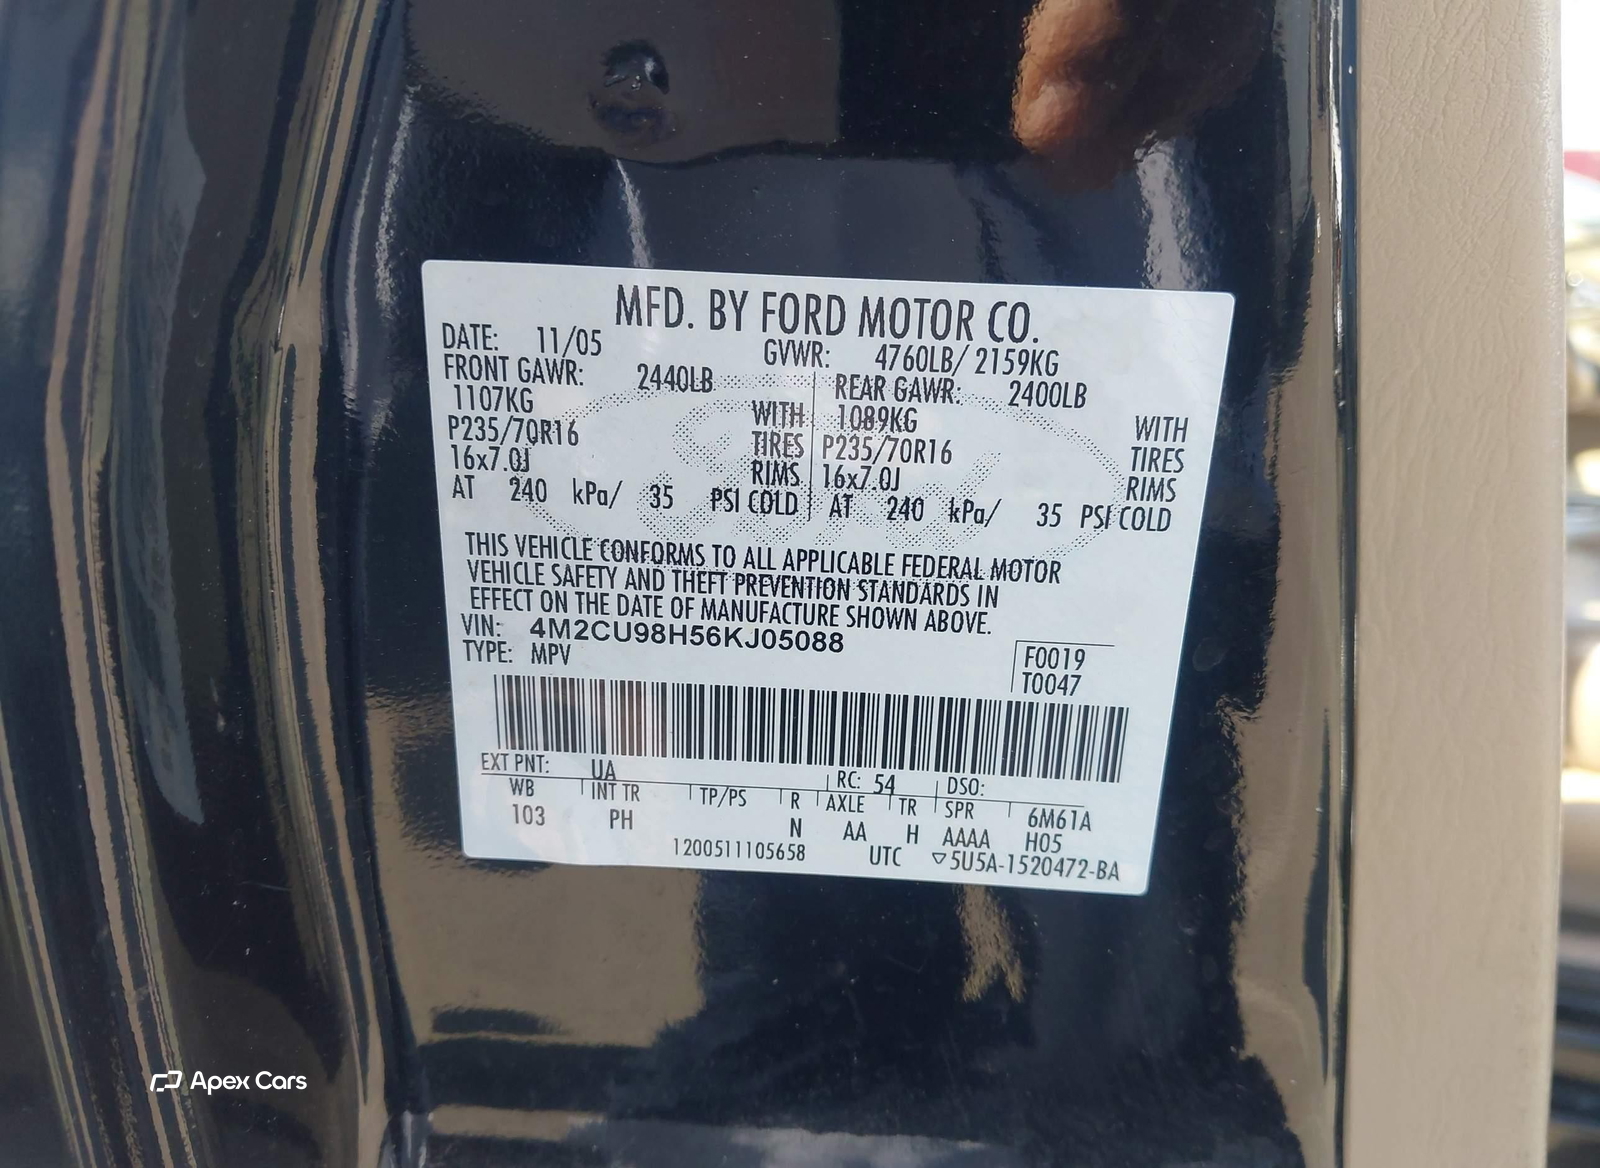 MFD. BY FORD MOTOR CO.
DATE: 11/05 GVWR: 4760LB/ 2159KG
FRONT GAWR: 2440LB REAR GAWR: 2400LB
1107KG WITH 1089KG WITH
P235/70R16 TIRES P235/70R16 TIRES
16x7.0J RIMS 16x7.0J RIMS
AT 240 kPa/ 35 PSI COLD AT 240 kPa/ 35 PSI COLD
THIS VEHICLE CONFORMS TO ALL APPLICABLE FEDERAL MOTOR
VEHICLE SAFETY AND THEFT PREVENTION STANDARDS IN
EFFECT ON THE DATE OF MANUFACTURE SHOWN ABOVE.
VIN: 4M2CU98H56KJ05088
TYPE: MPV F0019
T0047
EXT PNT: UA RC: 54 DSO:
WB INT TR TP/PS R AXLE TR SPR 6M61A
103 PH N AA H AAAA H05
1200511105658 UTC ▽5U5A-1520472-BA
Apex Cars